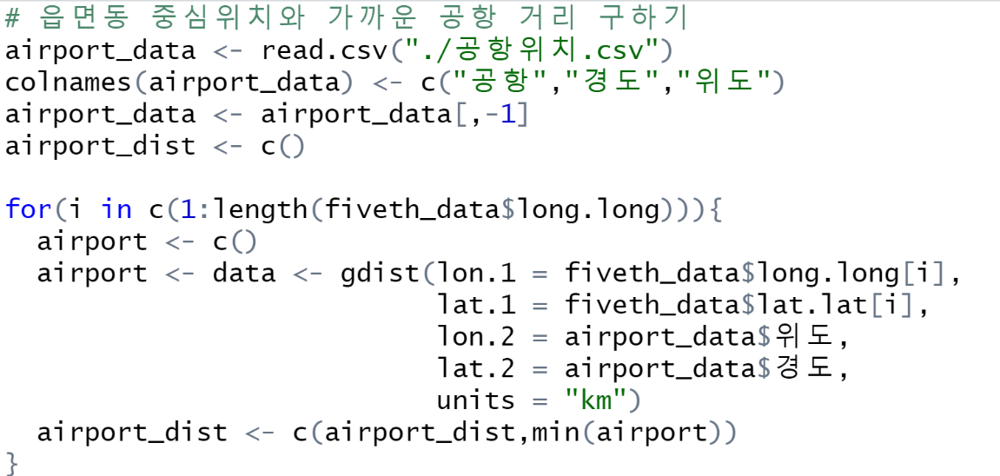 # 읍면동 중심위치와 가까운 공항 거리 구하기
airport_data <- read.csv("./공항위치.csv")
colnames(airport_data) <- c("공항","경도","위도")
airport_data <- airport_data[,-1]
airport_dist <- c()
for(i in c(1:length(fiveth_data$long.long))){
airport <- c()
airport <- data <- gdist(lon.1 = fiveth_data$long.long[i],
lat.1 = fiveth_data$lat.lat[i],
lon.2 = airport_data$위도,
lat.2 = airport_data$경도,
units = "km")
airport_dist <- c(airport_dist,min(airport))
}